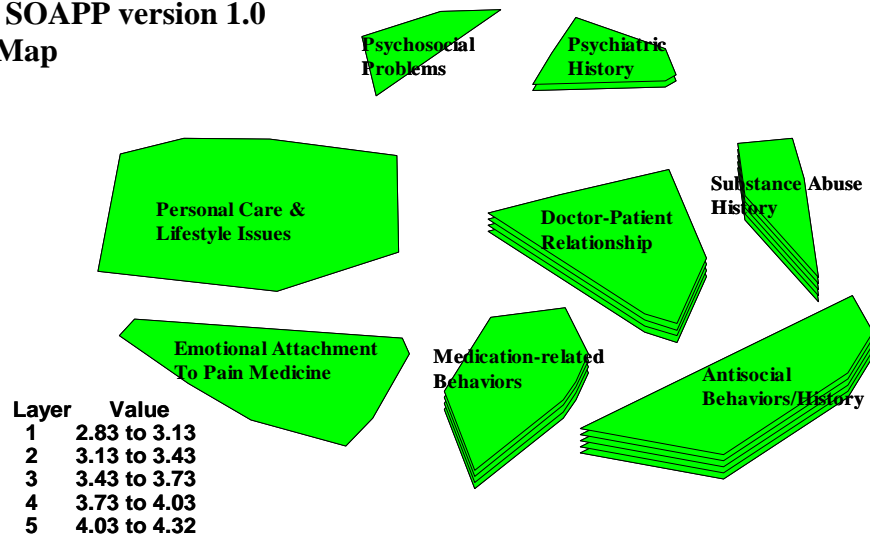 SOAPP version 1.0
Map
Psychosocial
Problems
Psychiatric
History
Personal Care &
Lifestyle Issues
Doctor-Patient
Relationship
Substance Abuse
History
Emotional Attachment
To Pain Medicine
Medication-related
Behaviors
Antisocial
Behaviors/History
Layer Value
1 2.83 to 3.13
2 3.13 to 3.43
3 3.43 to 3.73
4 3.73 to 4.03
5 4.03 to 4.32